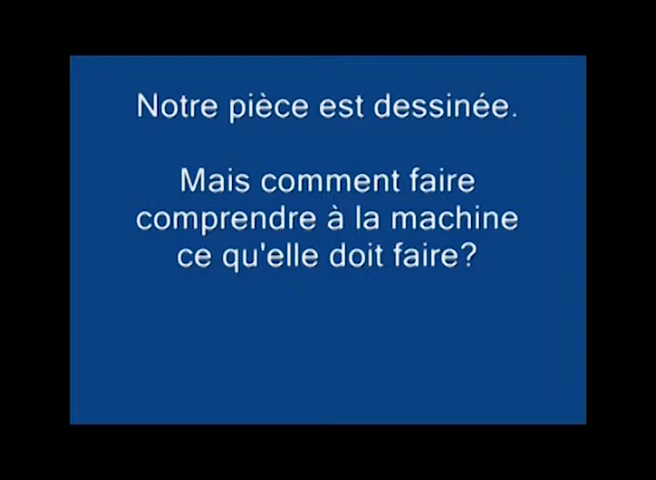 Notre pièce est dessinée.
Mais comment faire
comprendre à la machine
ce qu'elle doit faire?